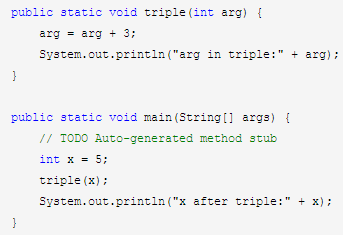 public static void triple(int arg) {
    arg = arg + 3;
    System.out.println("arg in triple:" + arg);
}

public static void main(String[] args) {
    // TODO Auto-generated method stub
    int x = 5;
    triple(x);
    System.out.println("x after triple:" + x);
}